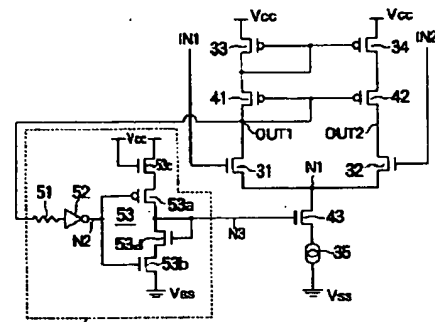 Vcc
Vcc
IN1
IN2
33
34
41
42
OUT1
OUT2
31
32
N1
Vcc
53c
51
52
53
53a
N2
53d
53b
N3
43
35
Vss
Vss